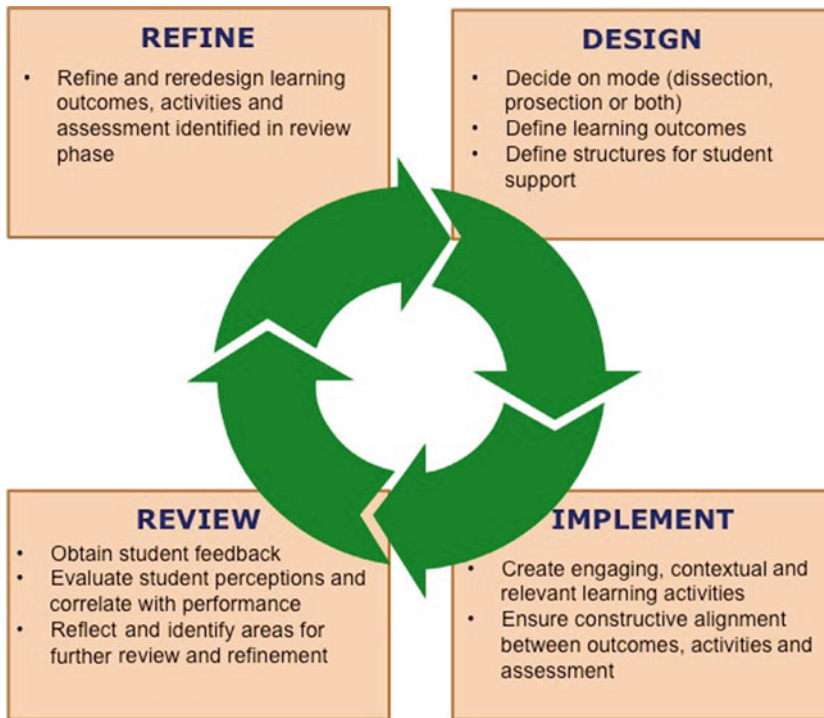 REFINE
• Refine and reredesign learning
outcomes, activities and
assessment identified in review
phase
DESIGN
• Decide on mode (dissection,
prosection or both)
• Define learning outcomes
• Define structures for student
support
REVIEW
• Obtain student feedback
• Evaluate student perceptions and
correlate with performance
• Reflect and identify areas for
further review and refinement
IMPLEMENT
• Create engaging, contextual and
relevant learning activities
• Ensure constructive alignment
between outcomes, activities and
assessment